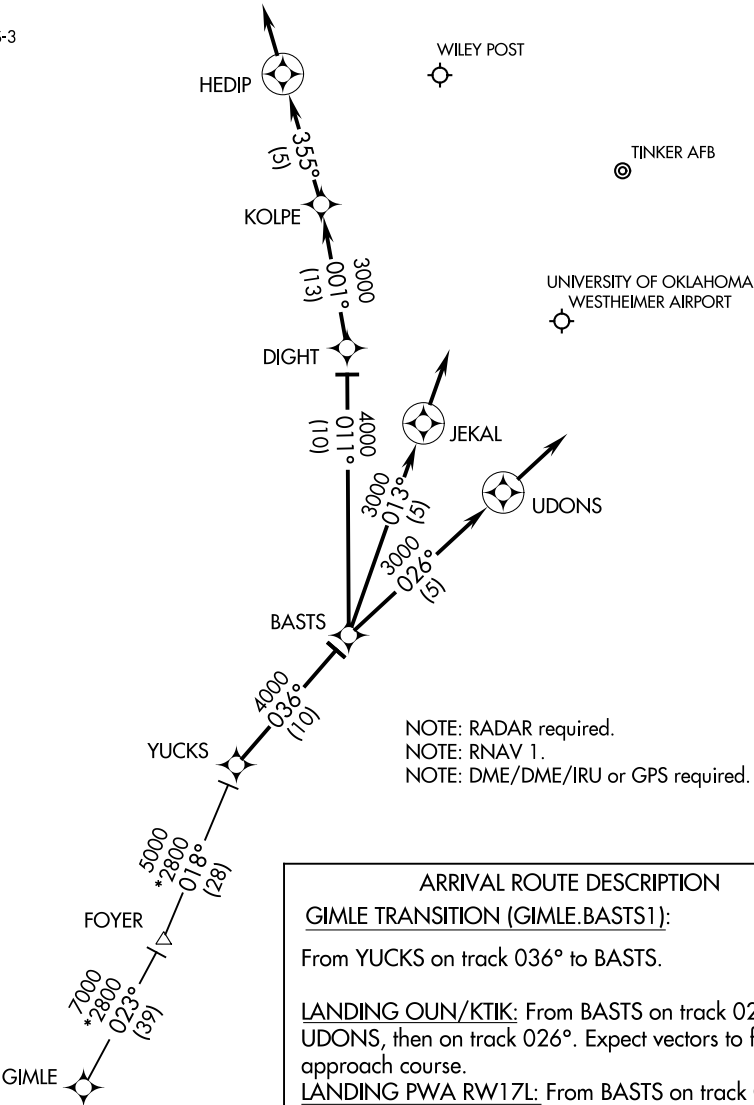 -3
WILEY POST
HEDIP
355°
(5)
TINKER AFB
KOLPE
3000
001°
(13)
UNIVERSITY OF OKLAHOMA
WESTHEIMER AIRPORT
DIGHT
4000
011°
(10)
JEKAL
3000
013°
(5)
UDONS
3000
026°
(5)
BASTS
4000
036°
(10)
YUCKS
NOTE: RADAR required.
NOTE: RNAV 1.
NOTE: DME/DME/IRU or GPS required.
5000
*2800
018°
(28)
FOYER
7000
*2800
023°
(39)
GIMLE
ARRIVAL ROUTE DESCRIPTION
GIMLE TRANSITION (GIMLE.BASTS1):
From YUCKS on track 036° to BASTS.
LANDING OUN/KTIK: From BASTS on track
UDONS, then on track 026°. Expect vectors to
approach course.
LANDING PWA RW17L: From BASTS on track